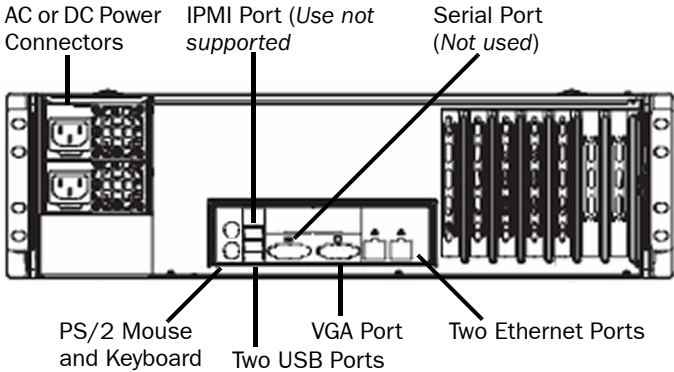 AC or DC Power
Connectors
IPMI Port (Use not
supported
Serial Port
(Not used)
PS/2 Mouse
and Keyboard
Two USB Ports
VGA Port
Two Ethernet Ports